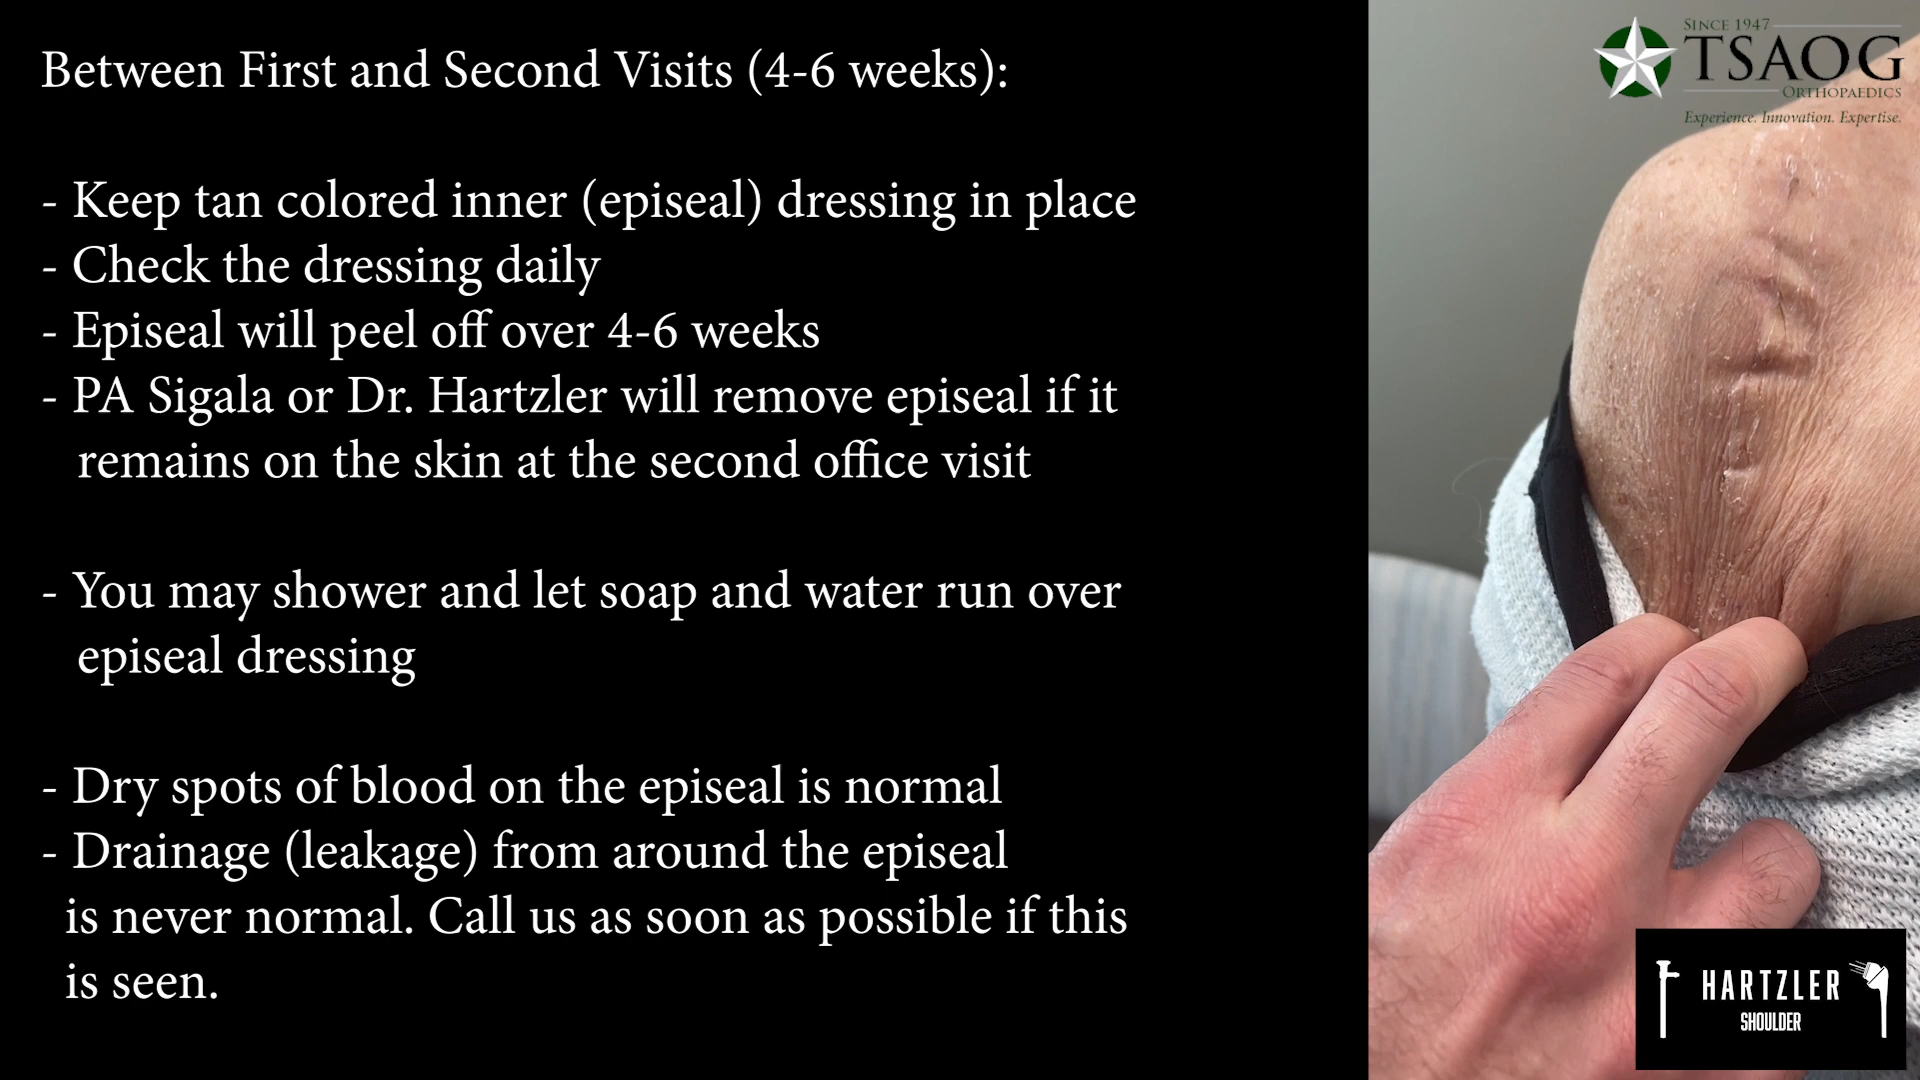 Between First and Second Visits (4-6 weeks):
- Keep tan colored inner (episeal) dressing in place
- Check the dressing daily
- Episeal will peel off over 4-6 weeks
- PA Sigala or Dr. Hartzler will remove episeal if it
remains on the skin at the second office visit
- You may shower and let soap and water run over
episeal dressing
- Dry spots of blood on the episeal is normal
- Drainage (leakage) from around the episeal
is never normal. Call us as soon as possible if this
is seen.
SINCE 1947
TSAOG
ORTHOPAEDICS
Experience. Innovation. Expertise.
HARTZLER
SHOULDER